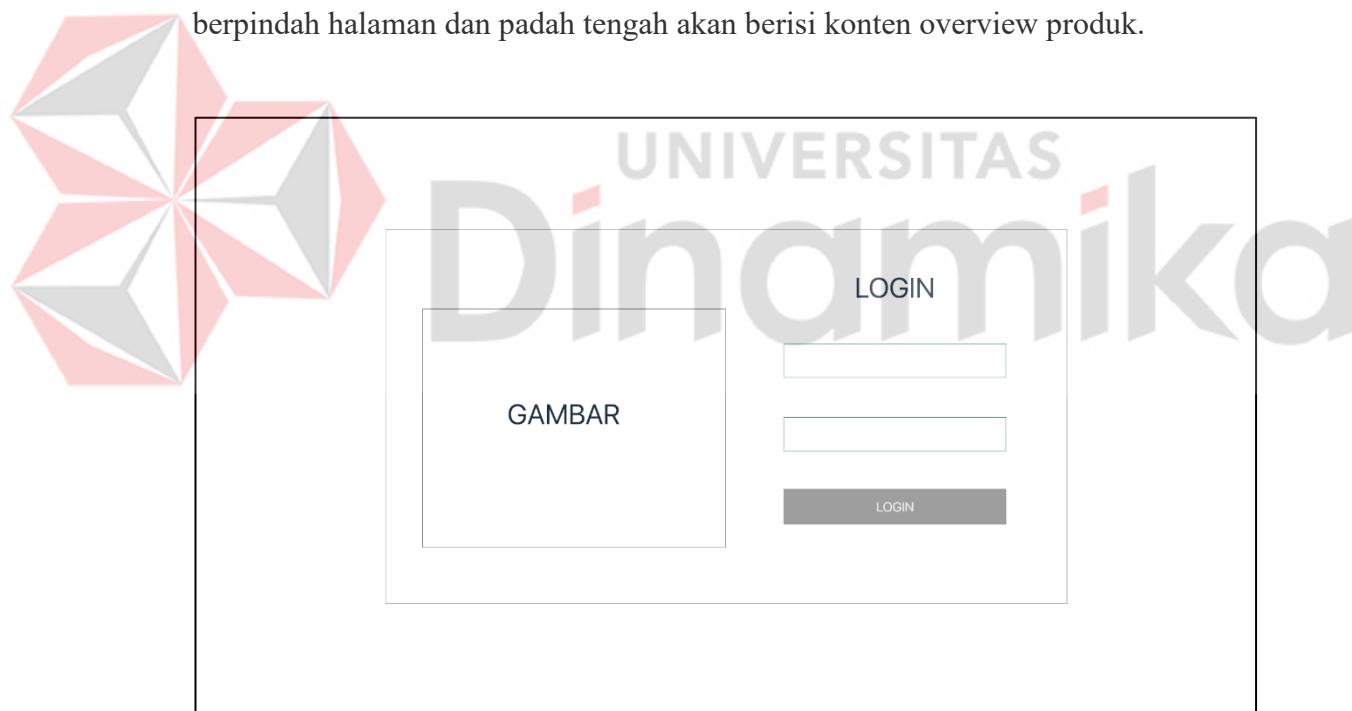 berpindah halaman dan padah tengah akan berisi konten overview produk.
UNIVERSITAS
Dinamika
LOGIN
GAMBAR
LOGIN